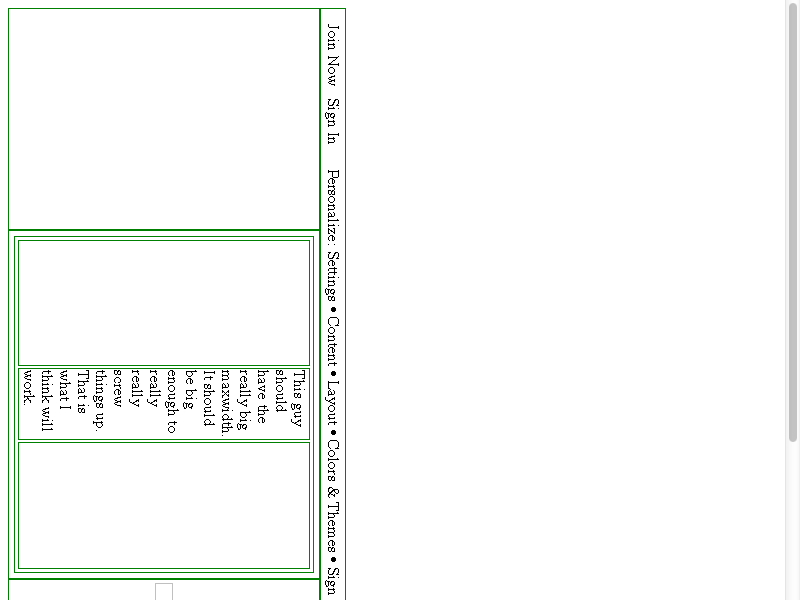 Join Now Sign In Personalize: Settings • Content • Layout • Colors & Themes • Sign
This guy
should
have the
really big
maxwidth.
It should
be big
enough to
really
really
screw
things up.
That is
what I
think will
work.